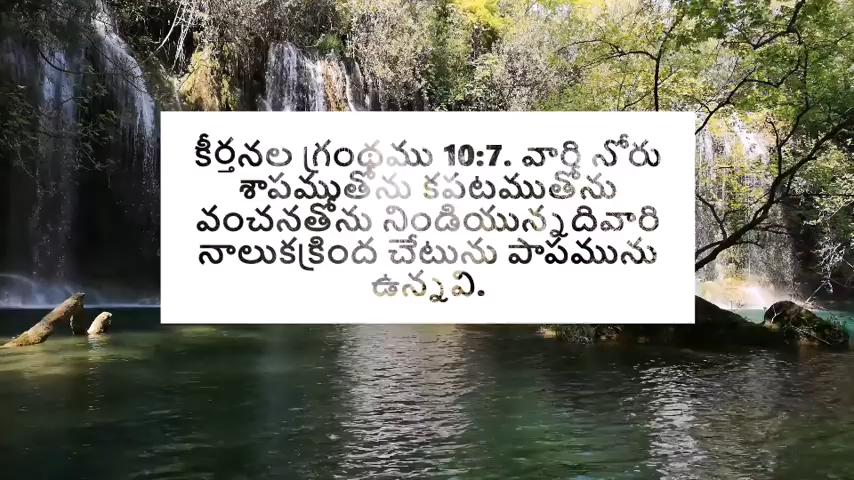 కీర్తనల గ్రంథము 10:7. వారి నోరు
శాపముతోను కపటముతోను
వంచనతోను నిండియున్నదివారి
నాలుకక్రింద చేటును పాపమును
ఉన్నవి.